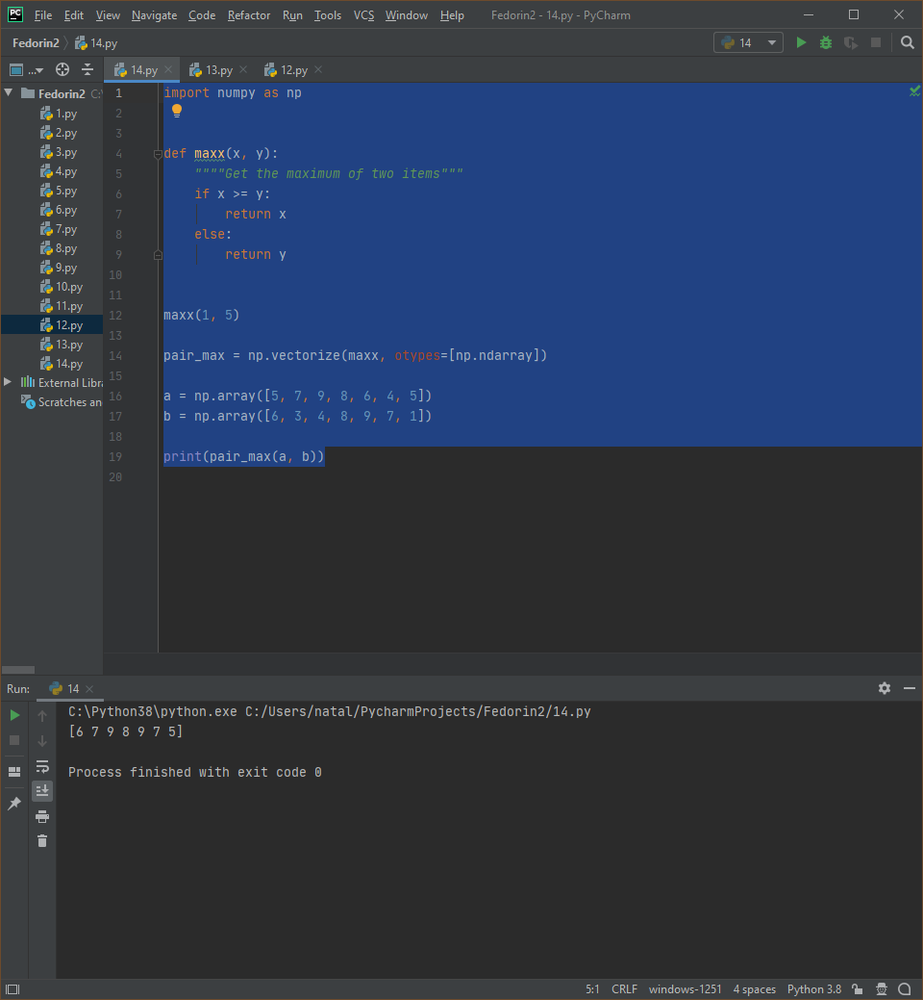 PC File Edit View Navigate Code Refactor Run Tools VCS Window Help Fedorin2 - 14.py - PyCharm
Fedorin2 14.py 14
... 14.py 13.py 12.py
Fedorin2 C:\
1.py
2.py
3.py
4.py
5.py
6.py
7.py
8.py
9.py
10.py
11.py
12.py
13.py
14.py
External Libra
Scratches an
1 import numpy as np
2
3
4 def maxx(x, y):
5 """"Get the maximum of two items"""
6 if x >= y:
7 return x
8 else:
9 return y
10
11
12 maxx(1, 5)
13
14 pair_max = np.vectorize(maxx, otypes=[np.ndarray])
15
16 a = np.array([5, 7, 9, 8, 6, 4, 5])
17 b = np.array([6, 3, 4, 8, 9, 7, 1])
18
19 print(pair_max(a, b))
20
Run: 14
C:\Python38\python.exe C:/Users/natal/PycharmProjects/Fedorin2/14.py
[6 7 9 8 9 7 5]
Process finished with exit code 0
5:1 CRLF windows-1251 4 spaces Python 3.8